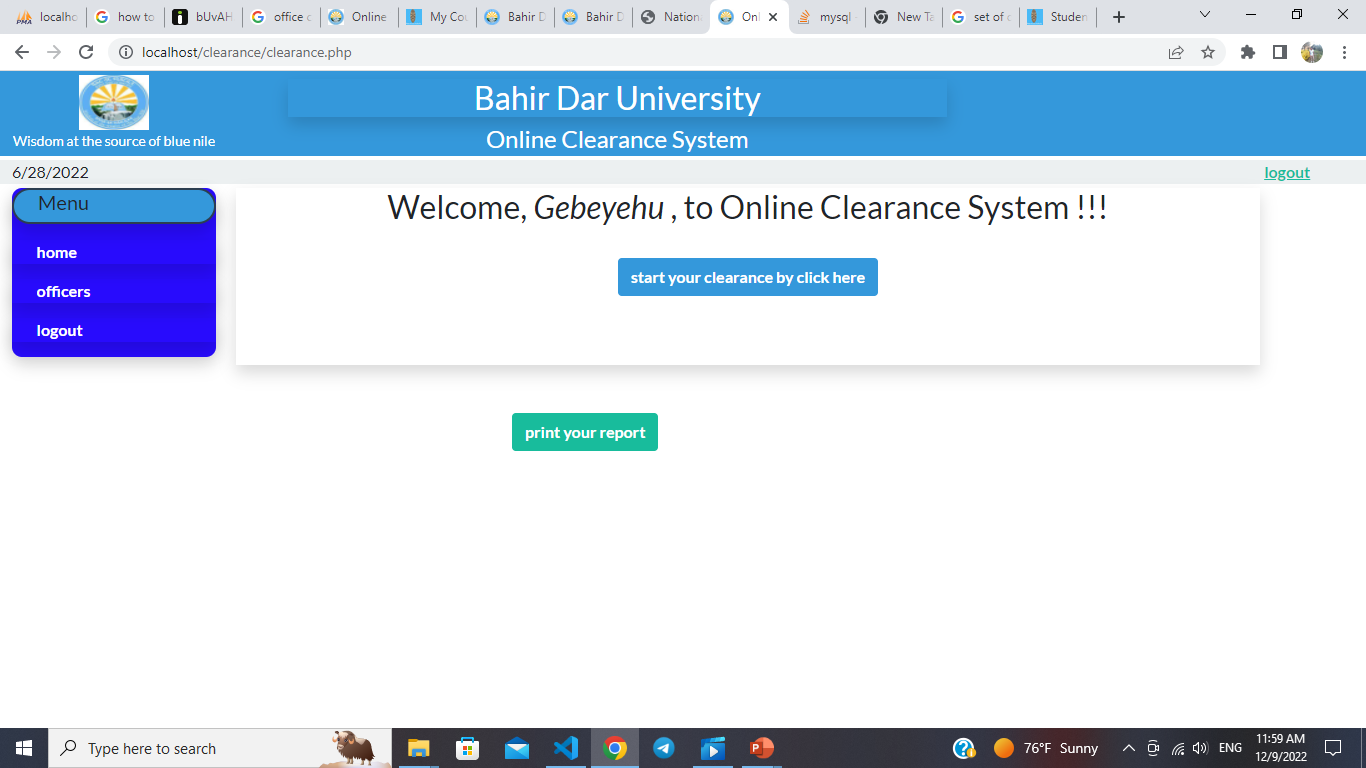 localho
how to
bUvAH
office c
Online
My Cou
Bahir D
Bahir D
Nation
Onl
mysql
New Ta
set of c
Studen
localhost/clearance/clearance.php
Bahir Dar University
Wisdom at the source of blue nile
Online Clearance System
6/28/2022
logout
Menu
home
officers
logout
Welcome, Gebeyehu , to Online Clearance System !!!
start your clearance by click here
print your report
Type here to search
76°F Sunny
ENG
11:59 AM
12/9/2022